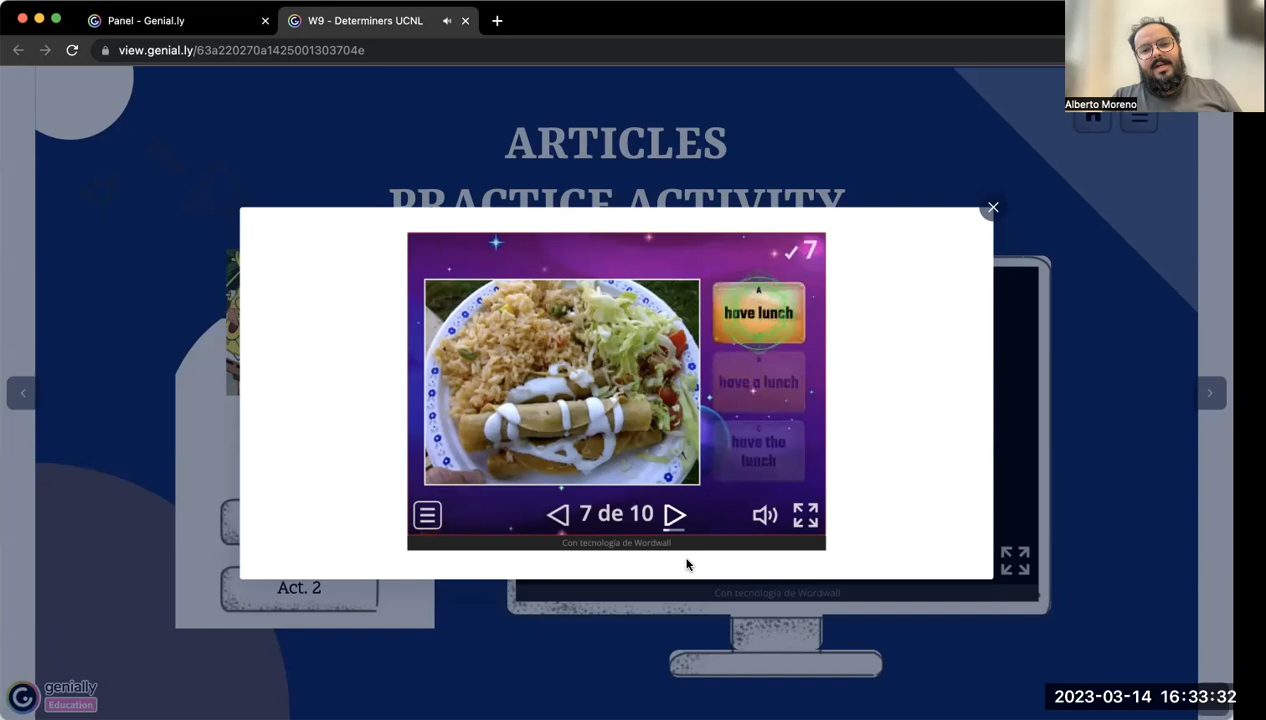 Panel - Genial.ly
W9 - Determiners UCNL
view.genial.ly/63a220270a1425001303704e
Alberto Moreno
ARTICLES
PRACTICE ACTIVITY
7
A
have lunch
B
have a lunch
C
have the
lunch
7 de 10
Con tecnología de Wordwall
Act. 2
Con tecnología de Wordwall
genially
Education
2023-03-14 16:33:32